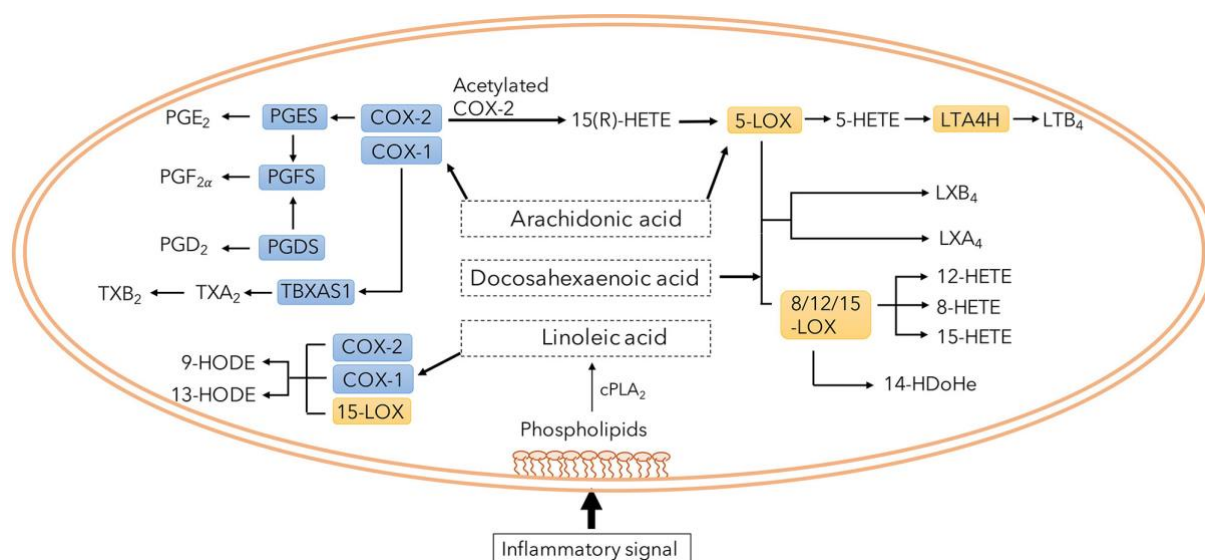 Acetylated
COX-2
PGE₂
PGES
COX-2
15(R)-HETE
5-LOX
5-HETE
LTA4H
LTB₄
COX-1
PGF₂α
PGFS
LXB₄
Arachidonic acid
LXA₄
PGD₂
PGDS
Docosahexaenoic acid
12-HETE
TXB₂
TXA₂
TBXAS1
8/12/15
-LOX
8-HETE
15-HETE
Linoleic acid
COX-2
9-HODE
COX-1
13-HODE
15-LOX
cPLA₂
14-HDoHe
Phospholipids
Inflammatory signal